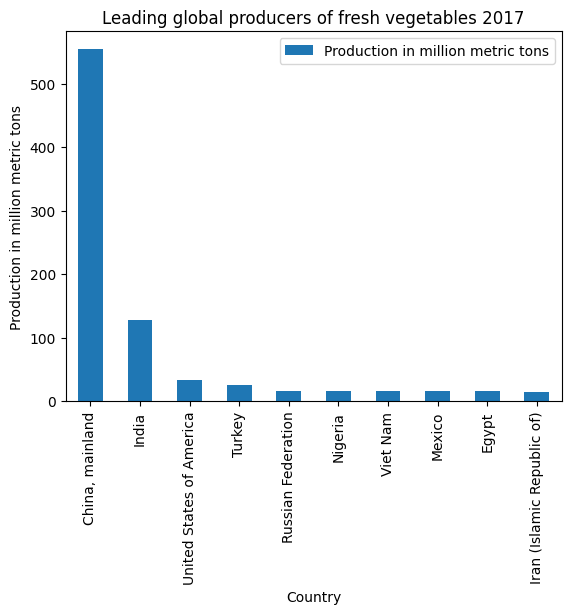 Leading global producers of fresh vegetables 2017
Production in million metric tons
Production in million metric tons
500
400
300
200
100
0
China, mainland
India
United States of America
Turkey
Russian Federation
Nigeria
Viet Nam
Mexico
Egypt
Iran (Islamic Republic of)
Country